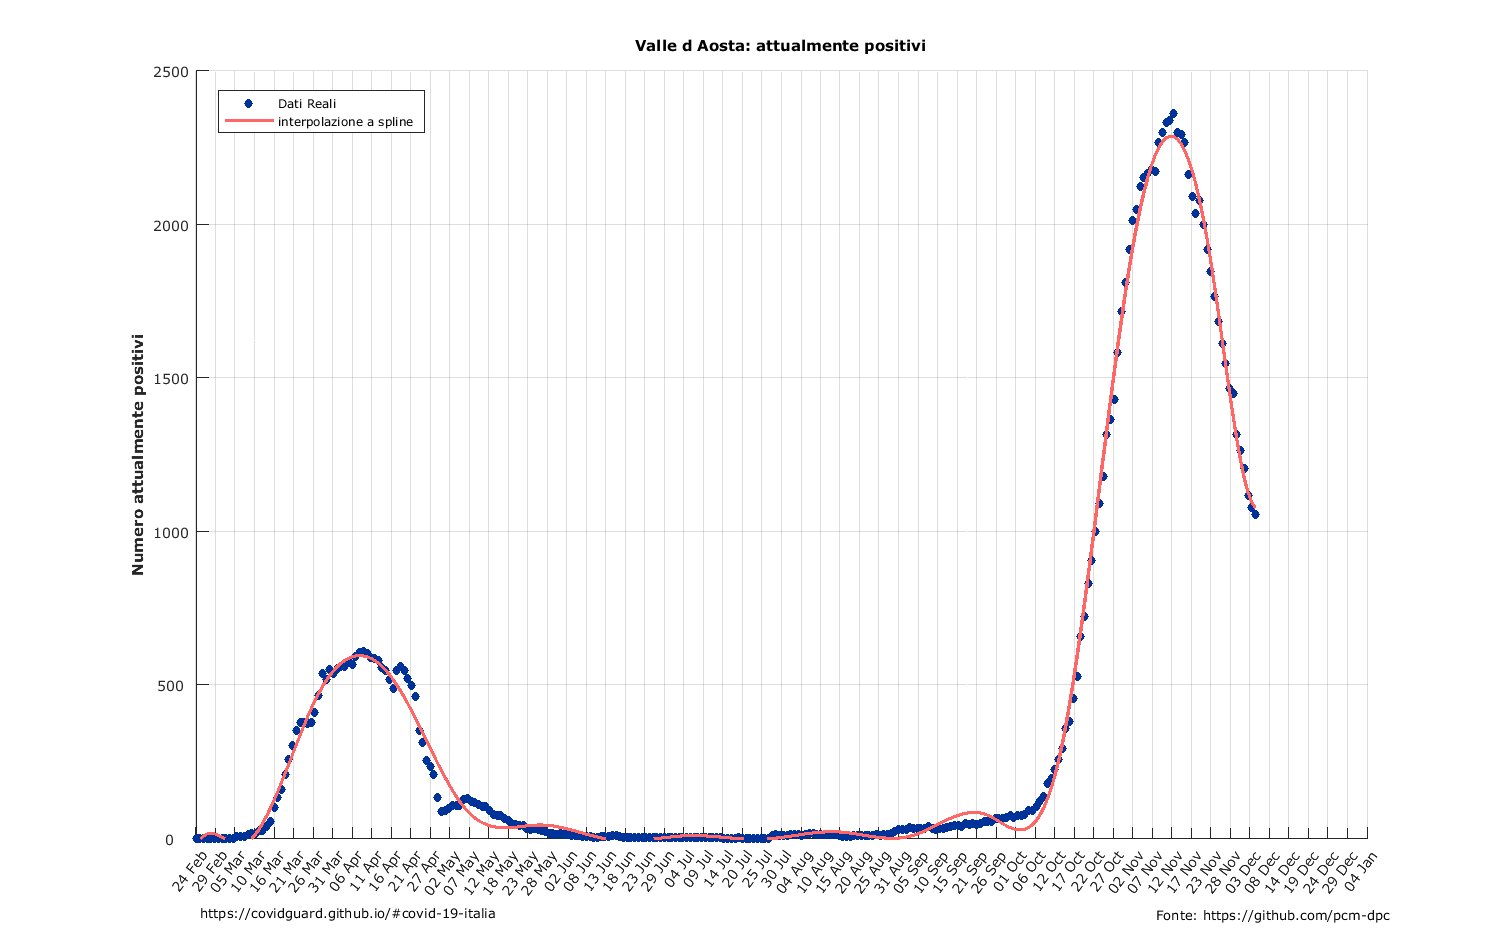 Valle d Aosta: attualmente positivi
2500
2000
1500
1000
500
0
Numero attualmente positivi
Dati Reali
interpolazione a spline
24 Feb
29 Feb
05 Mar
10 Mar
16 Mar
21 Mar
26 Mar
31 Mar
06 Apr
11 Apr
16 Apr
21 Apr
27 Apr
02 May
07 May
12 May
18 May
23 May
28 May
02 Jun
08 Jun
13 Jun
18 Jun
23 Jun
29 Jun
04 Jul
09 Jul
14 Jul
20 Jul
25 Jul
30 Jul
04 Aug
10 Aug
15 Aug
20 Aug
25 Aug
31 Aug
05 Sep
10 Sep
15 Sep
21 Sep
26 Sep
01 Oct
06 Oct
12 Oct
17 Oct
22 Oct
27 Oct
02 Nov
07 Nov
12 Nov
17 Nov
23 Nov
28 Nov
03 Dec
08 Dec
14 Dec
19 Dec
24 Dec
29 Dec
04 Jan
https://covidguard.github.io/#covid-19-italia
Fonte: https://github.com/pcm-dpc